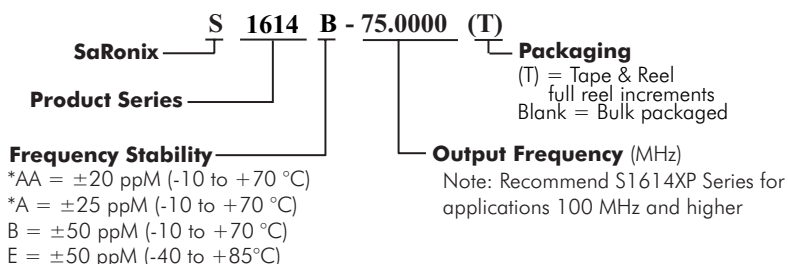 S 1614 B - 75.0000 (T)
SaRonix
Product Series
Frequency Stability
*AA = ±20 ppM (-10 to +70 °C)
*A = ±25 ppM (-10 to +70 °C)
B = ±50 ppM (-10 to +70 °C)
E = ±50 ppM (-40 to +85°C)
Packaging
(T) = Tape & Reel
full reel increments
Blank = Bulk packaged
Output Frequency (MHz)
Note: Recommend S1614XP Series for
applications 100 MHz and higher